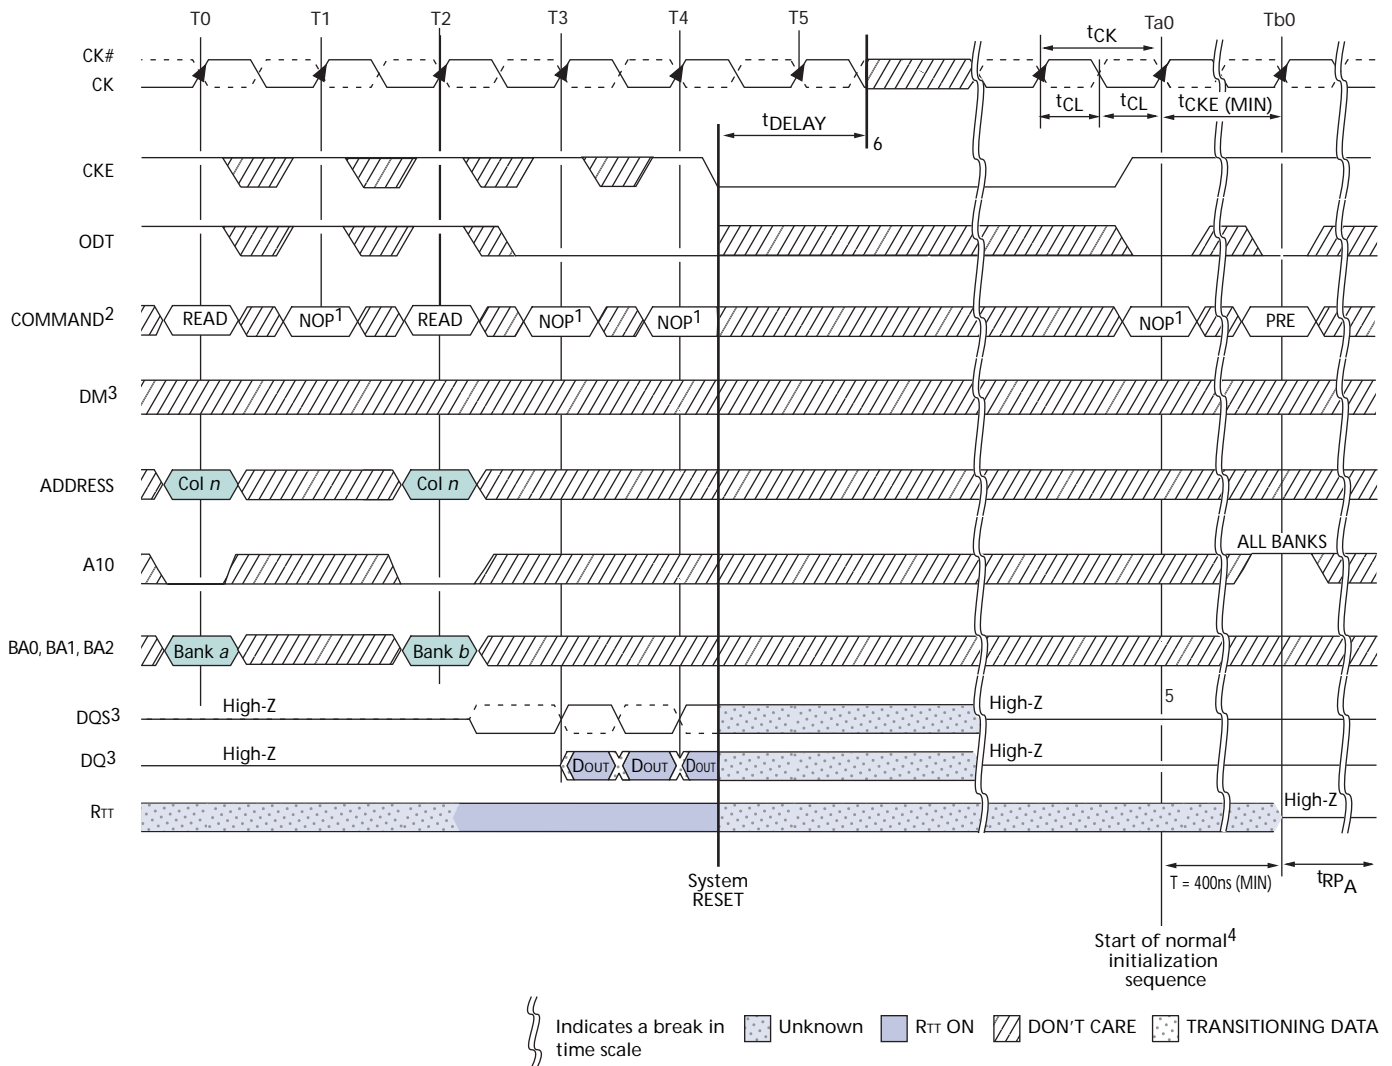 T0 T1 T2 T3 T4 T5 Ta0 Tb0
CK#
CK
tCK
tCL tCL tCKE (MIN)
tDELAY
6
CKE
ODT
COMMAND2 READ NOP1 READ NOP1 NOP1 NOP1 PRE
DM3
ADDRESS Col n Col n
A10 ALL BANKS
BA0, BA1, BA2 Bank a Bank b
5
DQS3 High-Z High-Z
DQ3 High-Z DOUT DOUT DOUT High-Z
RTT High-Z
System
RESET
T = 400ns (MIN) tRPA
Start of normal4
initialization
sequence
Indicates a break in
time scale
Unknown RTT ON DON'T CARE TRANSITIONING DATA